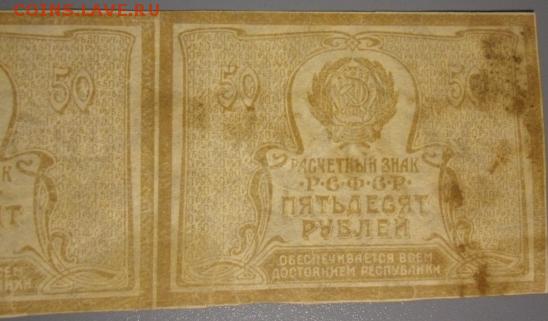 COINS.LAVE.RU
50
50
50
К
РАСЧЕТНЫЙ ЗНАК
Р·С·Ф·С·Р
ПЯТЬДЕСЯТ
РУБЛЕЙ
ОБЕСПЕЧИВАЕТСЯ ВСЕМ
ДОСТОЯНИЕМ РЕСПУБЛИКИ